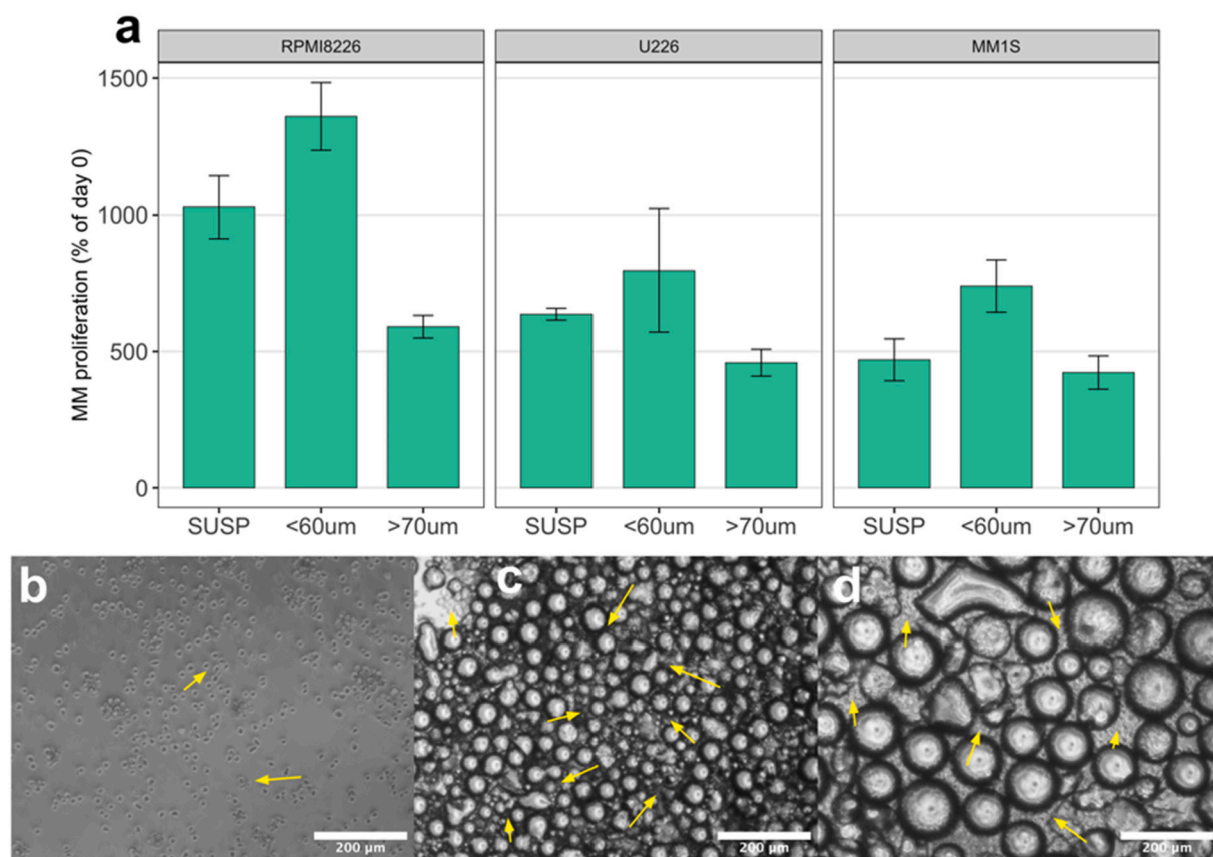 a
RPMI8226 U226 MM1S
MM proliferation (% of day 0)
1500
1000
500
0
SUSP <60um >70um SUSP <60um >70um SUSP <60um >70um
b c d
200 µm 200 µm 200 µm